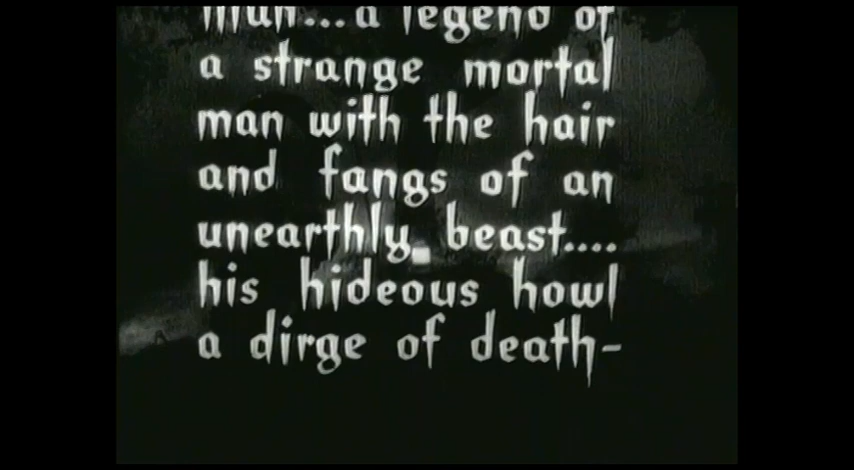 man...a legend of
a strange mortal
man with the hair
and fangs of an
unearthly beast....
his hideous howl
a dirge of death-